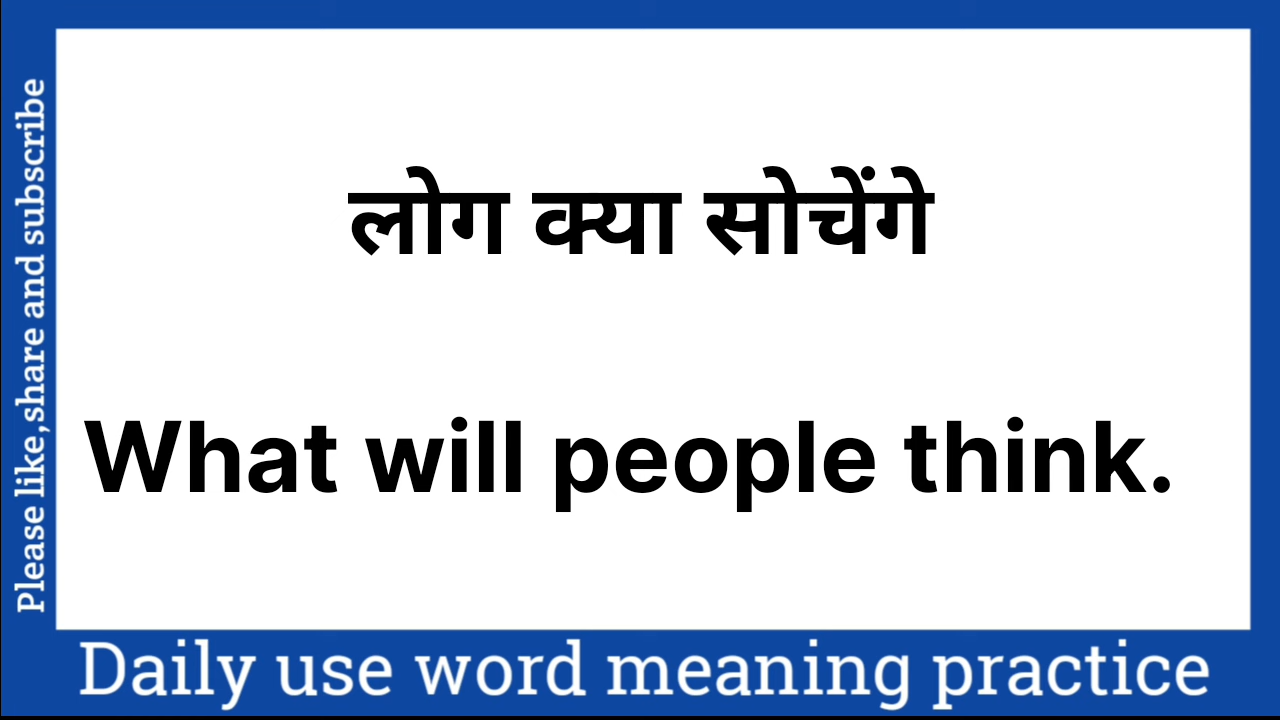 Please like,share and subscribe
लोग क्या सोचेंगे
What will people think.
Daily use word meaning practice